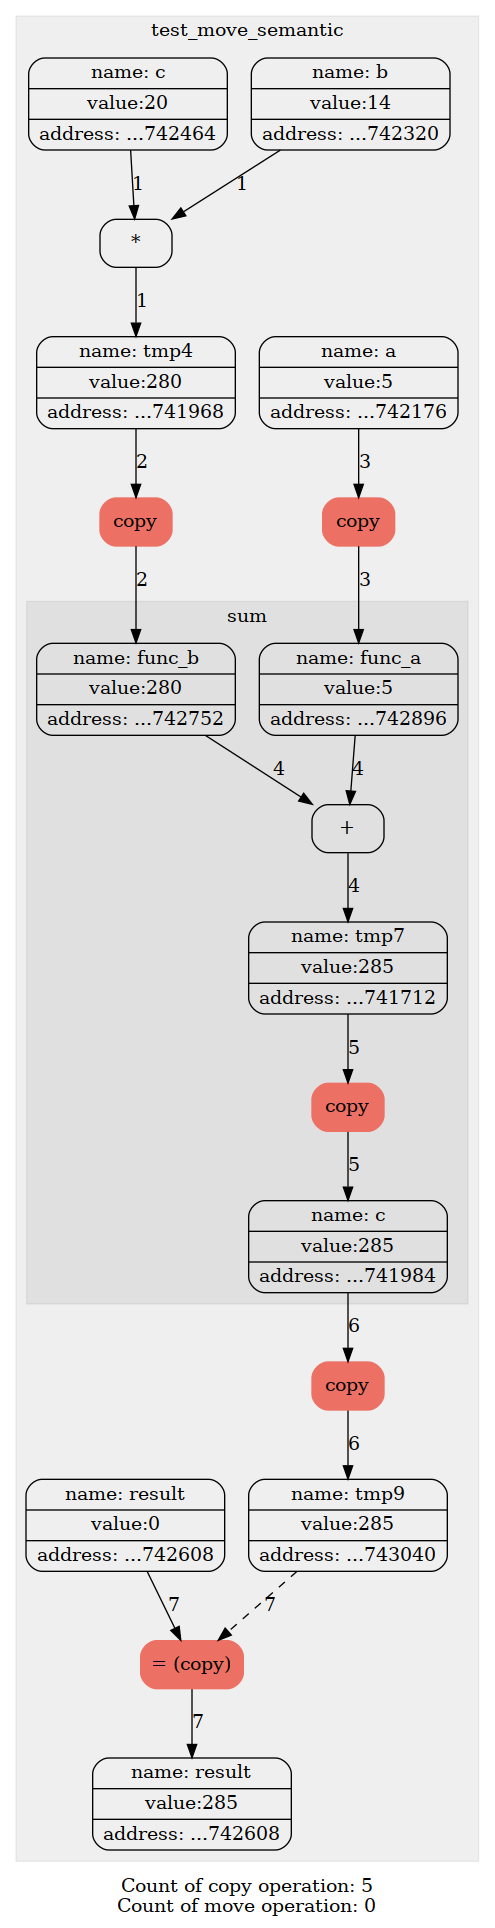 test_move_semantic
name: c
value:20
address: ...742464
name: b
value:14
address: ...742320
1
1
*
1
name: tmp4
value:280
address: ...741968
name: a
value:5
address: ...742176
2
3
copy
copy
2
3
sum
name: func_b
value:280
address: ...742752
name: func_a
value:5
address: ...742896
4
4
+
4
name: tmp7
value:285
address: ...741712
5
copy
5
name: c
value:285
address: ...741984
6
copy
6
name: result
value:0
address: ...742608
name: tmp9
value:285
address: ...743040
7
7
= (copy)
7
name: result
value:285
address: ...742608
Count of copy operation: 5
Count of move operation: 0